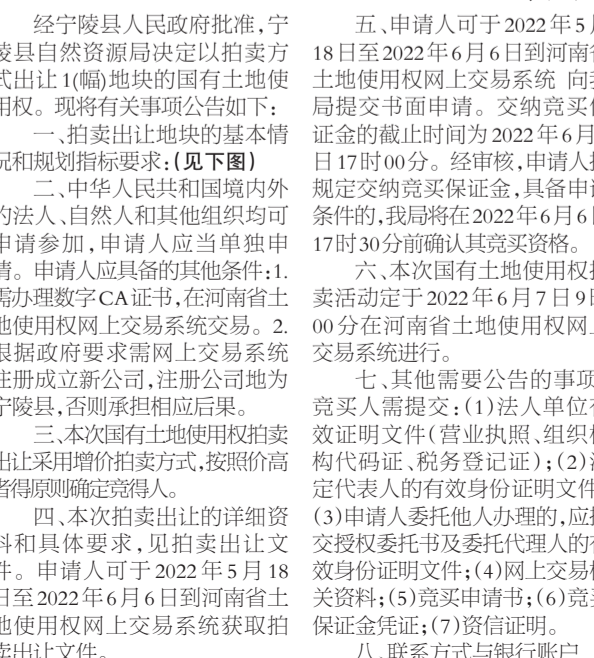 经宁陵县人民政府批准,宁
陵县自然资源局决定以拍卖方
式出让1(幅)地块的国有土地使
用权。现将有关事项公告如下:
一、拍卖出让地块的基本情
况和规划指标要求:(见下图)
二、中华人民共和国境内外
的法人、自然人和其他组织均可
申请参加,申请人应当单独申
请。申请人应具备的其他条件:1.
需办理数字CA证书,在河南省土
地使用权网上交易系统交易。2.
根据政府要求需网上交易系统
注册成立新公司,注册公司地为
宁陵县,否则承担相应后果。
三、本次国有土地使用权拍卖
出让采用增价拍卖方式,按照价高
者得原则确定竞得人。
四、本次拍卖出让的详细资
料和具体要求,见拍卖出让文
件。申请人可于2022年5月18
日至2022年6月6日到河南省土
地使用权网上交易系统获取拍
卖出让文件。
五、申请人可于2022年5月
18日至2022年6月6日到河南省
土地使用权网上交易系统 向我
局提交书面申请。交纳竞买保
证金的截止时间为2022年6月
日17时00分。经审核,申请人按
规定交纳竞买保证金,具备申请
条件的,我局将在2022年6月6日
17时30分前确认其竞买资格。
六、本次国有土地使用权拍
卖活动定于2022年6月7日9时
00分在河南省土地使用权网上
交易系统进行。
七、其他需要公告的事项
竞买人需提交:(1)法人单位有
效证明文件(营业执照、组织机
构代码证、税务登记证);(2)法
定代表人的有效身份证明文件
(3)申请人委托他人办理的,应提
交授权委托书及委托代理人的有
效身份证明文件;(4)网上交易相
关资料;(5)竞买申请书;(6)竞买
保证金凭证;(7)资信证明。
八、联系方式与银行账户